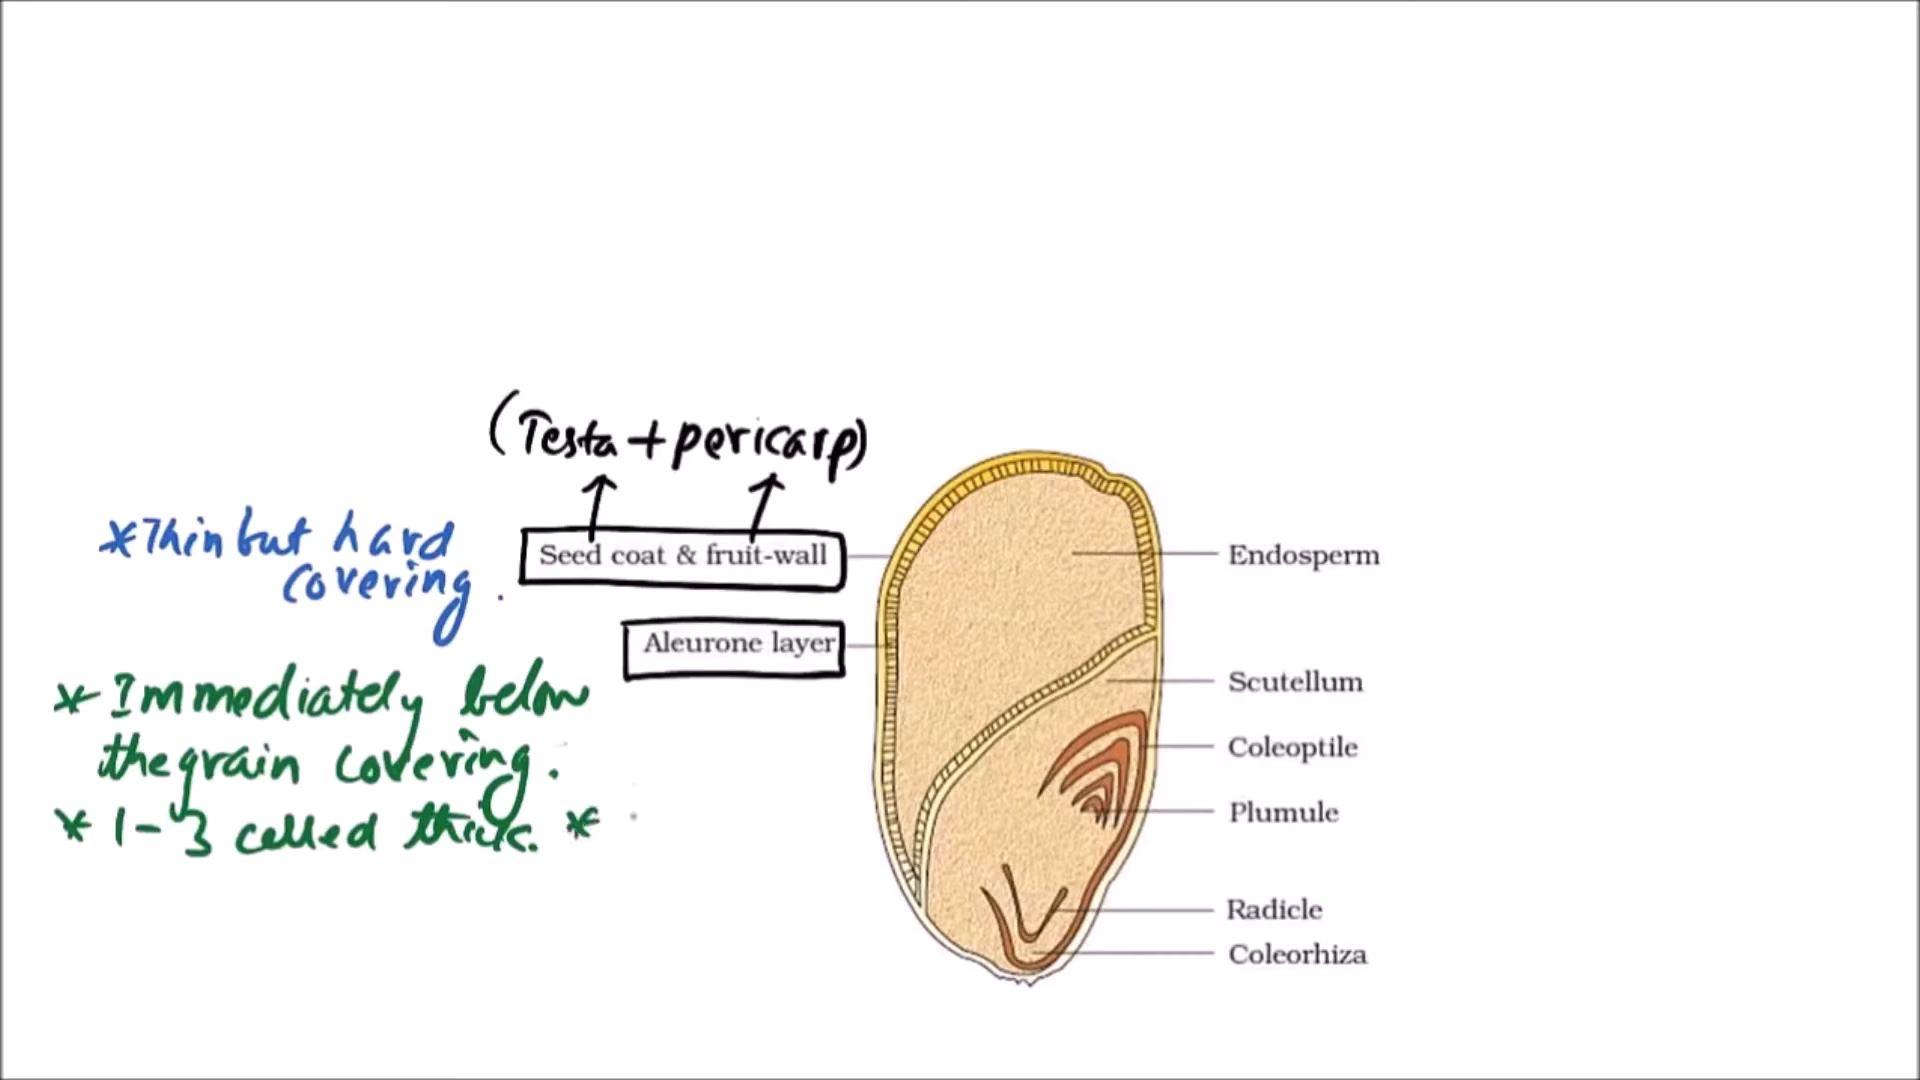 (Testa + pericarp)
* Thin but hard
covering.
Seed coat & fruit-wall
Aleurone layer
* Immediately below
the grain covering.
* 1-3 celled thick. *
Endosperm
Scutellum
Coleoptile
Plumule
Radicle
Coleorhiza